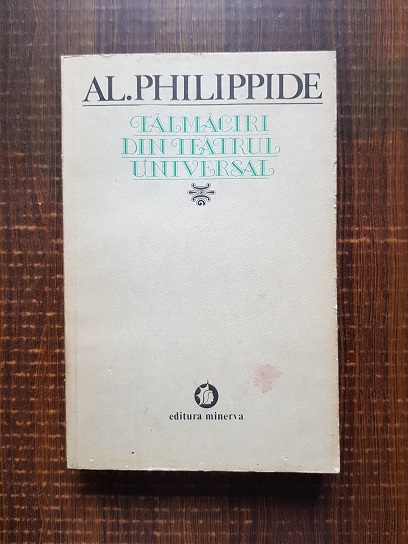 AL.PHILIPPIDE
TĂLMĂCIRI
DIN TEATRUL
UNIVERSAL
editura minerva